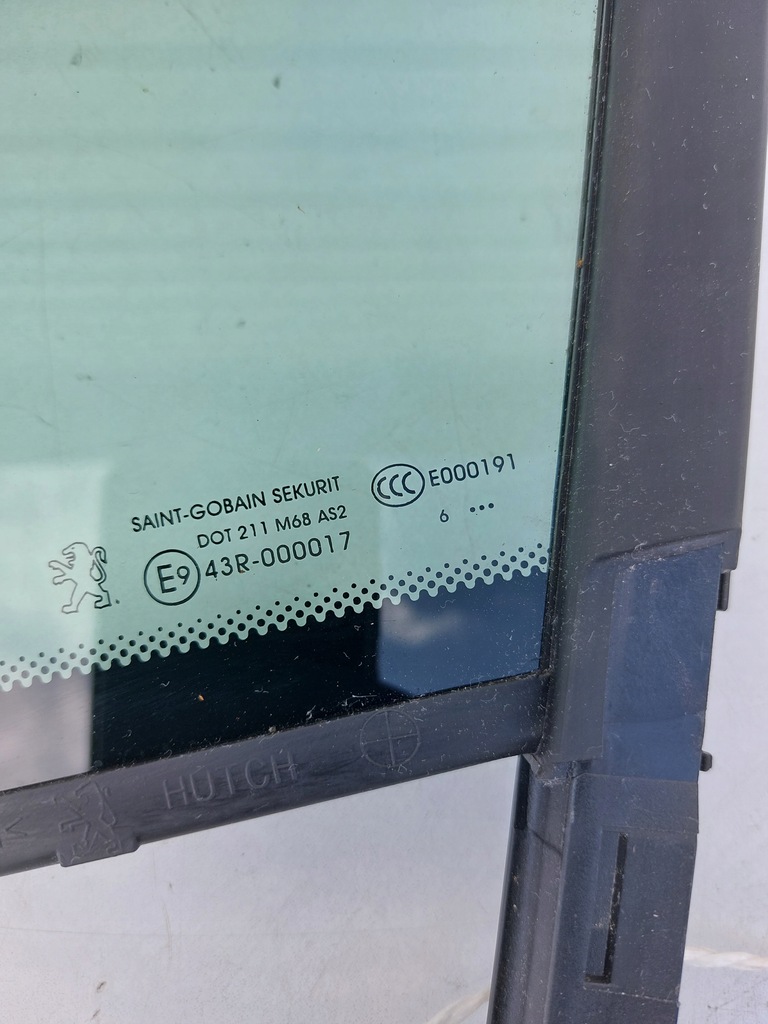 SAINT-GOBAIN SEKURIT
DOT 211 M68 AS2
E9 43R-000017
CCC E000191
6 •••
HUTCH